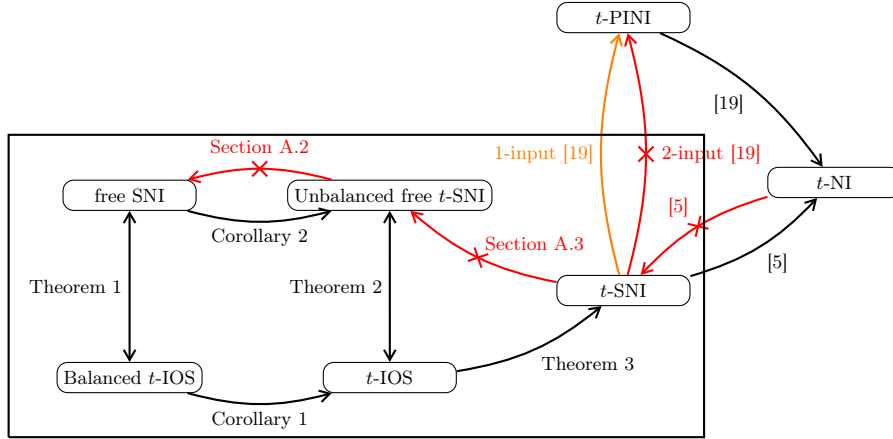 t-PINI
[19]
Section A.2
1-input [19]
2-input [19]
free SNI
Unbalanced free t-SNI
t-NI
[5]
Corollary 2
Section A.3
[5]
Theorem 1
Theorem 2
t-SNI
Balanced t-IOS
t-IOS
Theorem 3
Corollary 1